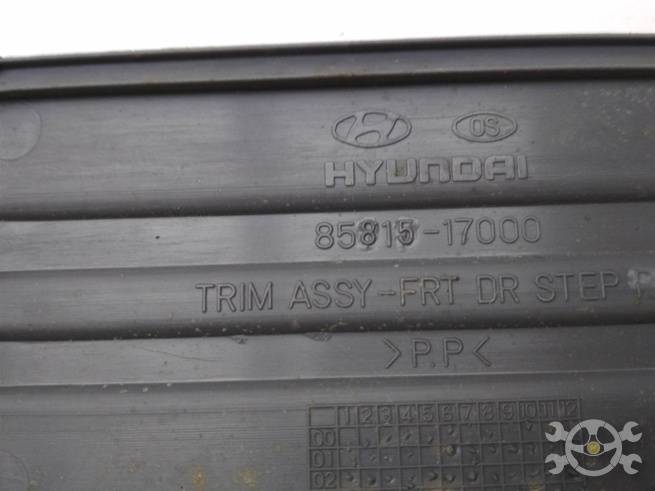 OS
HYUNDAI
85815-17000
TRIM ASSY-FRT DR STEP
>P.P<
1 2 3 4 5 6 7 8 9 10 11 12
00
01
02